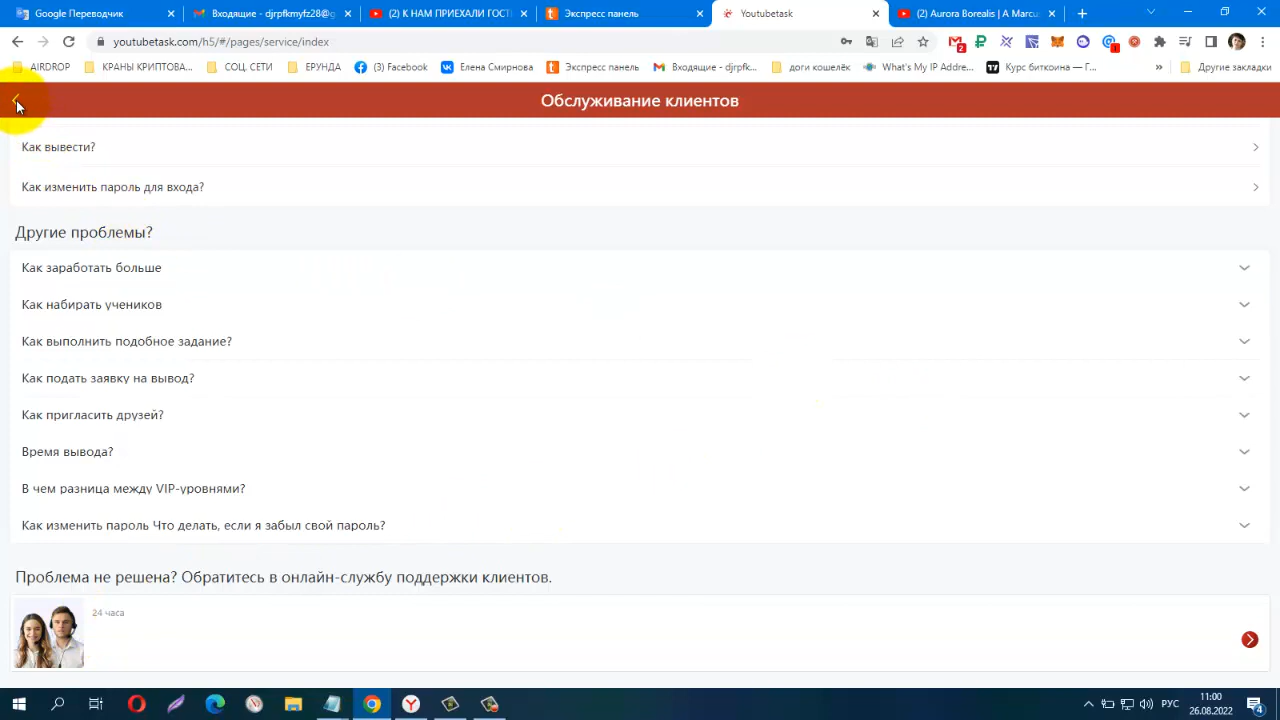 Google Переводчик
Входящие - djrpfkmyfz28@g
(2) К НАМ ПРИЕХАЛИ ГОСТ
Экспресс панель
Youtubetask
(2) Aurora Borealis | A Marcus
youtubetask.com/h5/#/pages/service/index
AIRDROP
КРАНЫ КРИПТОВА...
СОЦ. СЕТИ
ЕРУНДА
(3) Facebook
Елена Смирнова
Экспресс панель
Входящие - djrpfk...
доги кошелёк
What's My IP Addre...
Курс биткоина — Г...
»
Другие закладки
Обслуживание клиентов
Как вывести?
Как изменить пароль для входа?
Другие проблемы?
Как заработать больше
Как набирать учеников
Как выполнить подобное задание?
Как подать заявку на вывод?
Как пригласить друзей?
Время вывода?
В чем разница между VIP-уровнями?
Как изменить пароль Что делать, если я забыл свой пароль?
Проблема не решена? Обратитесь в онлайн-службу поддержки клиентов.
24 часа
РУС
11:00
26.08.2022
4